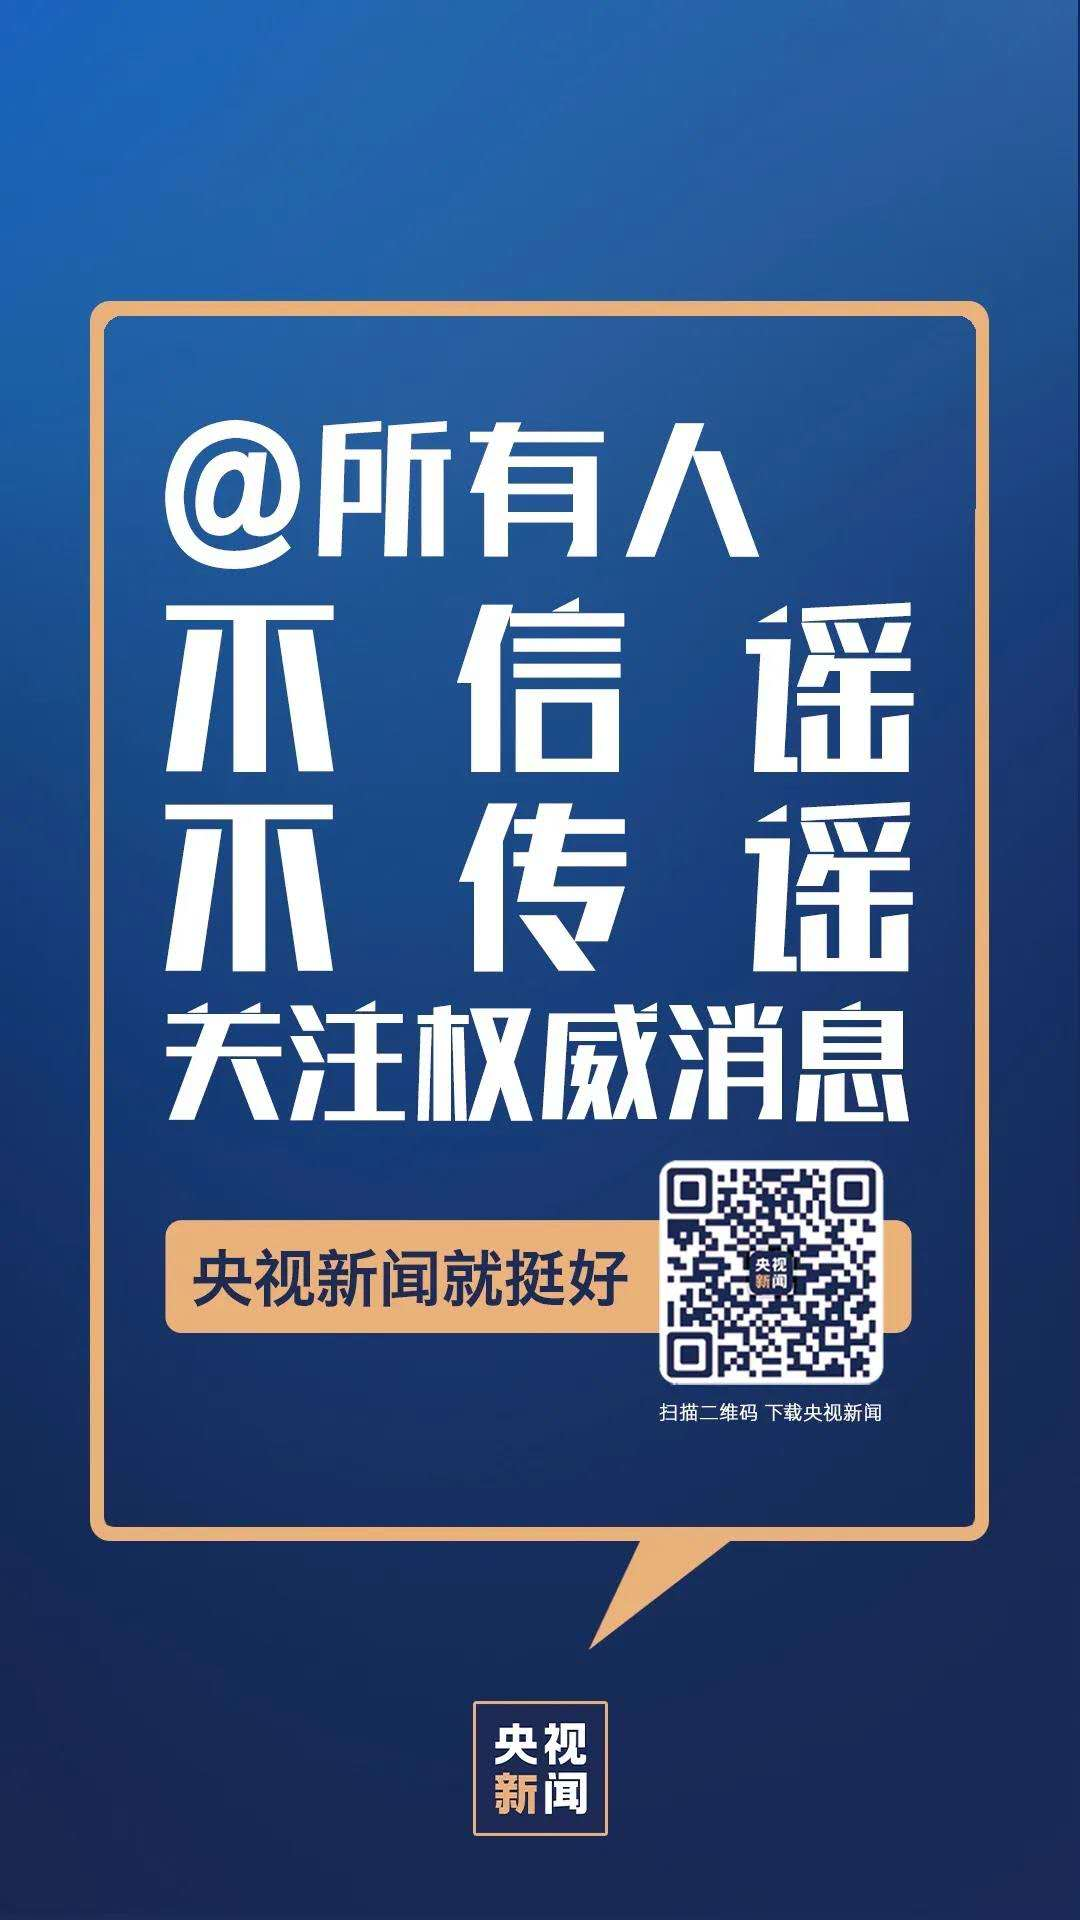 @所有人
不信谣
不传谣
关注权威消息
央视新闻就挺好
央视
新闻
扫描二维码 下载央视新闻
央视
新闻